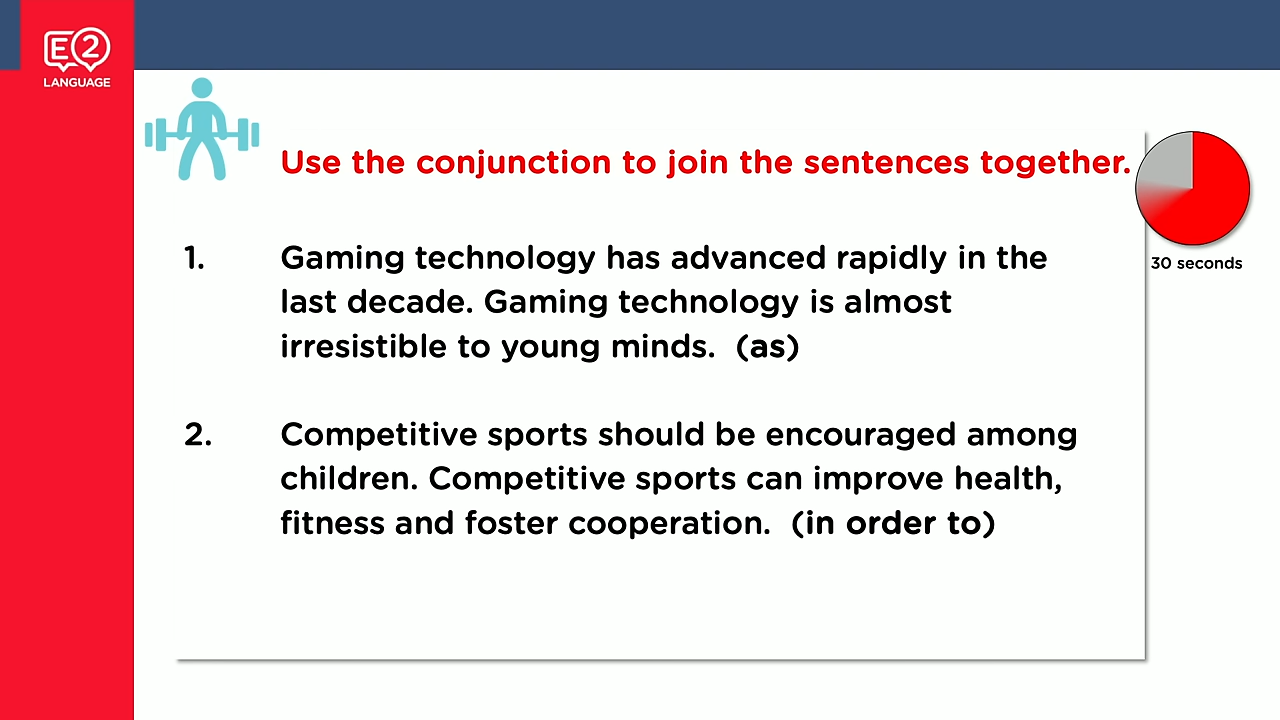 E2
LANGUAGE
Use the conjunction to join the sentences together.
30 seconds
1. Gaming technology has advanced rapidly in the
last decade. Gaming technology is almost
irresistible to young minds. (as)
2. Competitive sports should be encouraged among
children. Competitive sports can improve health,
fitness and foster cooperation. (in order to)